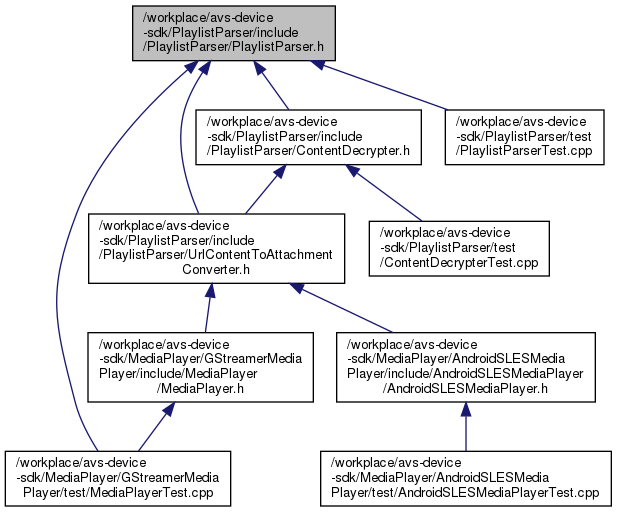 /workplace/avs-device
-sdk/PlaylistParser/include
/PlaylistParser/PlaylistParser.h
/workplace/avs-device
-sdk/PlaylistParser/include
/PlaylistParser/ContentDecrypter.h
/workplace/avs-device
-sdk/PlaylistParser/test
/PlaylistParserTest.cpp
/workplace/avs-device
-sdk/PlaylistParser/include
/PlaylistParser/UrlContentToAttachment
Converter.h
/workplace/avs-device
-sdk/PlaylistParser/test
/ContentDecrypterTest.cpp
/workplace/avs-device
-sdk/MediaPlayer/GStreamerMedia
Player/include/MediaPlayer
/MediaPlayer.h
/workplace/avs-device
-sdk/MediaPlayer/AndroidSLESMedia
Player/include/AndroidSLESMediaPlayer
/AndroidSLESMediaPlayer.h
/workplace/avs-device
-sdk/MediaPlayer/GStreamerMedia
Player/test/MediaPlayerTest.cpp
/workplace/avs-device
-sdk/MediaPlayer/AndroidSLESMedia
Player/test/AndroidSLESMediaPlayerTest.cpp